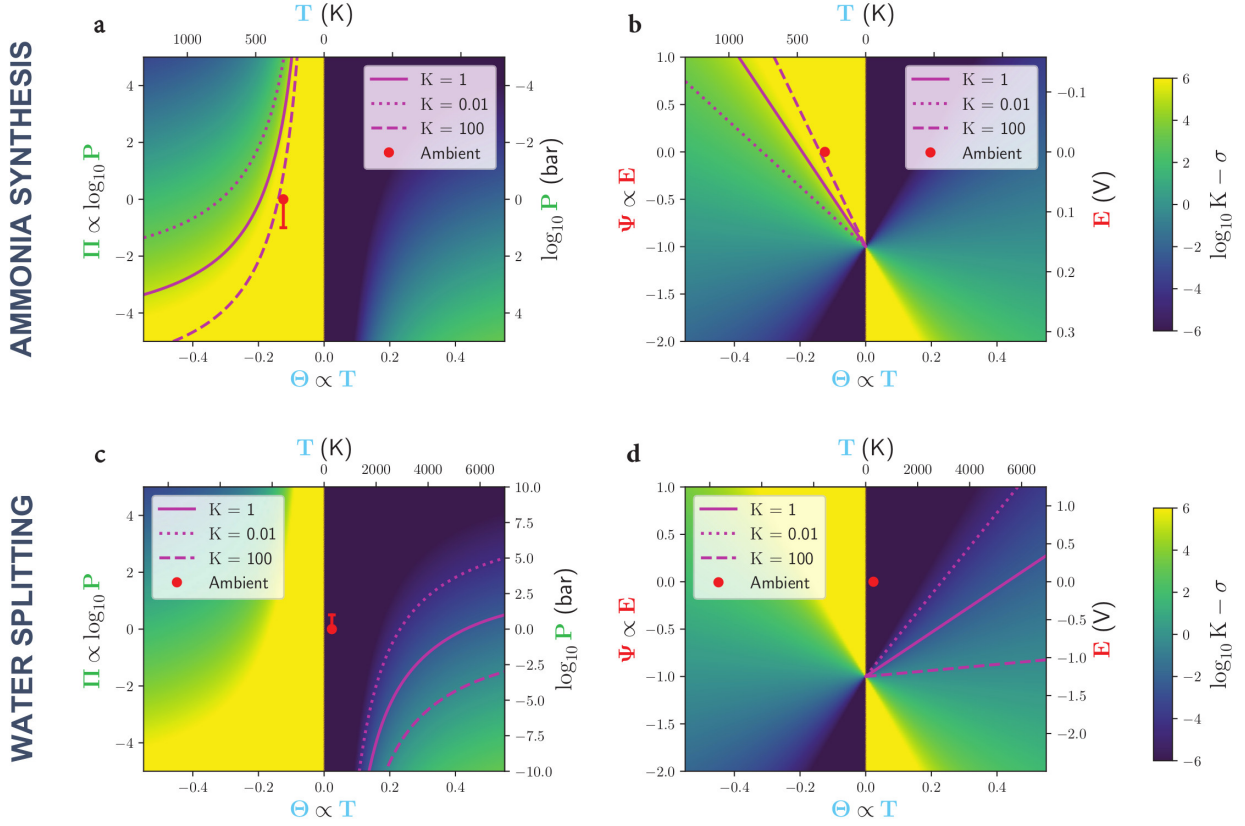 AMMONIA SYNTHESIS
a
T (K)
1200 800 400 0
4
2
0
−2
−4
Π ∝ log10 P
K = 1
K = 0.01
K = 100
Ambient
−4
−2
0
2
4
log10 P (bar)
−0.4 −0.2 0.0 0.2 0.4
Θ ∝ T
b
T (K)
900 600 300 0
1.0
0.5
0.0
−0.5
−1.0
−1.5
−2.0
Ψ ∝ E
K = 1
K = 0.01
K = 100
Ambient
−0.1
0.0
0.1
0.2
0.3
E (V)
−0.4 −0.2 0.0 0.2 0.4
Θ ∝ T
6
4
2
0
−2
−4
−6
log10 K − σ
WATER SPLITTING
c
T (K)
0 2000 4000 6000
4
2
0
−2
−4
Π ∝ log10 P
K = 1
K = 0.01
K = 100
Ambient
10.0
7.5
5.0
2.5
0.0
−2.5
−5.0
−7.5
−10.0
log10 P (bar)
−0.4 −0.2 0.0 0.2 0.4
Θ ∝ T
d
T (K)
0 2000 4000 6000
1.0
0.5
0.0
−0.5
−1.0
−1.5
−2.0
Ψ ∝ E
K = 1
K = 0.01
K = 100
Ambient
1.0
0.5
0.0
−0.5
−1.0
−1.5
−2.0
E (V)
−0.4 −0.2 0.0 0.2 0.4
Θ ∝ T
6
4
2
0
−2
−4
−6
log10 K − σ